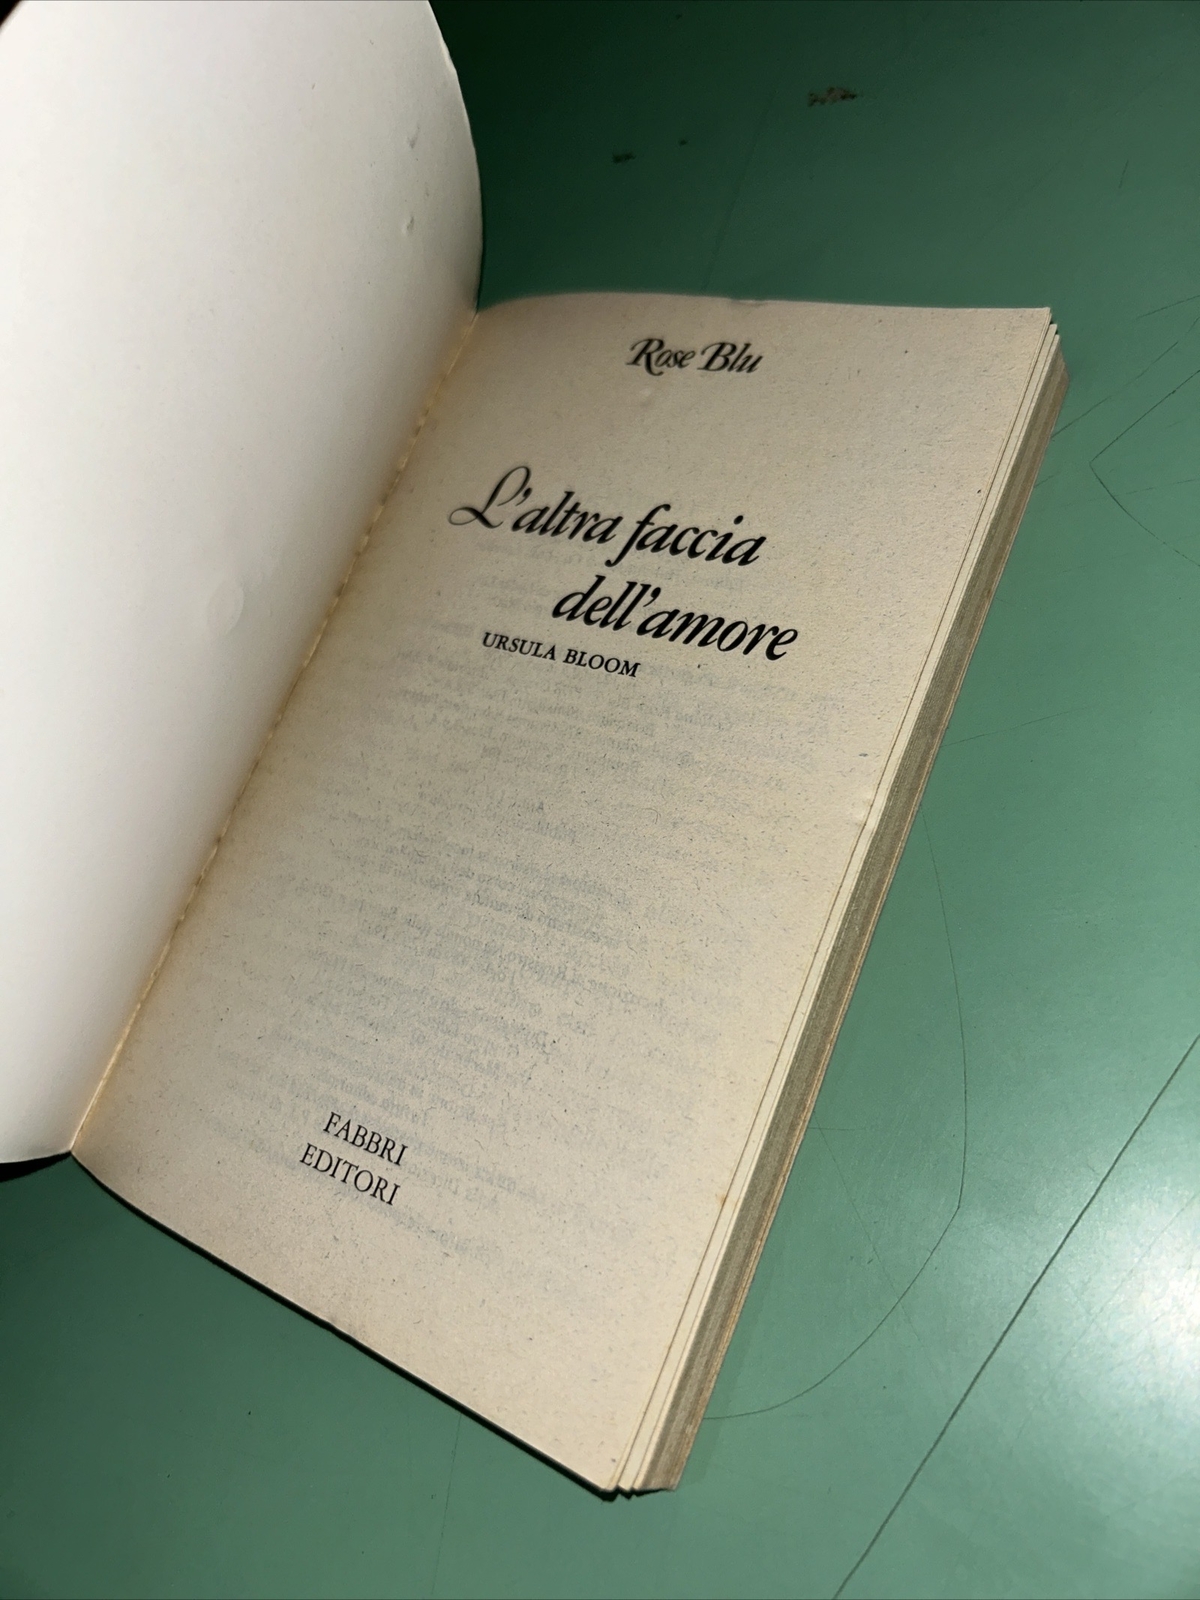 Rose Blu
L'altra faccia
dell'amore
URSULA BLOOM
FABBRI
EDITORI